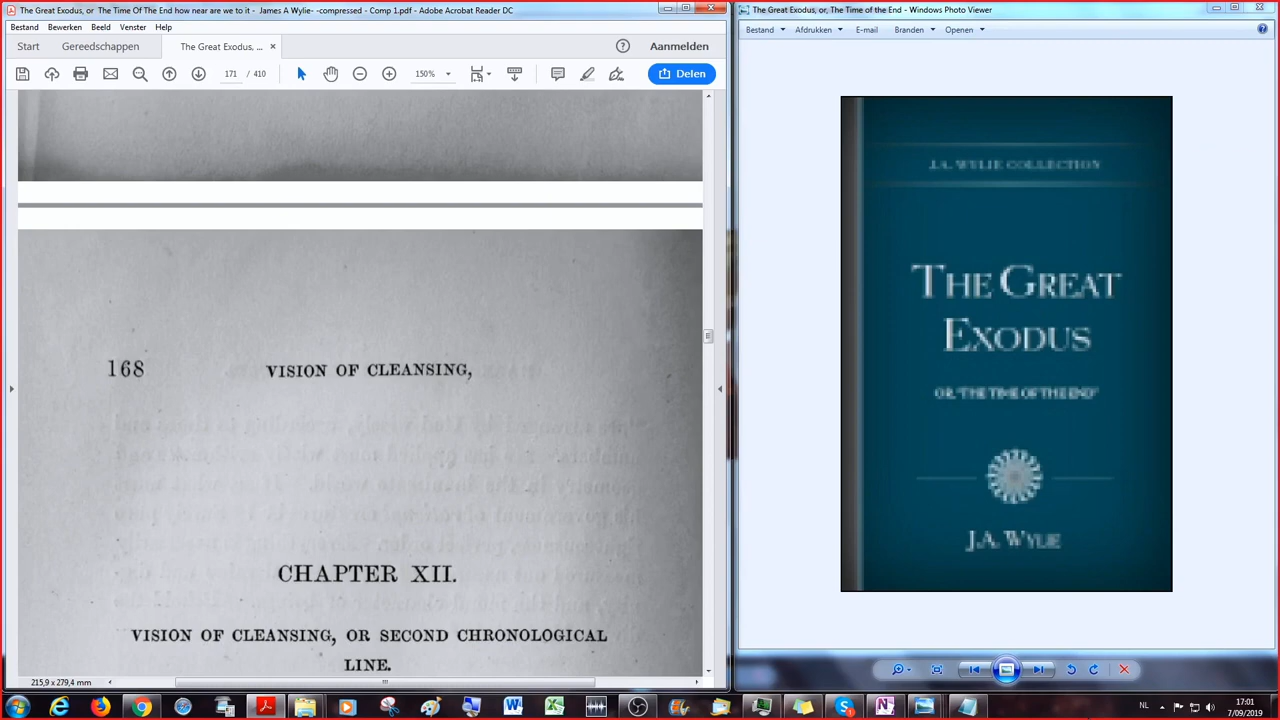 The Great Exodus, or The Time Of The End how near are we to it - James A Wylie- -compressed - Comp 1.pdf - Adobe Acrobat Reader DC
Bestand Bewerken Beeld Venster Help
Start Gereedschappen The Great Exodus, ... × Aanmelden
171 / 410 150% Delen
168 VISION OF CLEANSING,
CHAPTER XII.
VISION OF CLEANSING, OR SECOND CHRONOLOGICAL
LINE.
215,9 x 279,4 mm
The Great Exodus, or, The Time of the End - Windows Photo Viewer
Bestand Afdrukken E-mail Branden Openen
J.A. WYLIE COLLECTION
THE GREAT
EXODUS
OR, "THE TIME OF THE END"
J.A. WYLIE
NL 17:01
7/09/2019